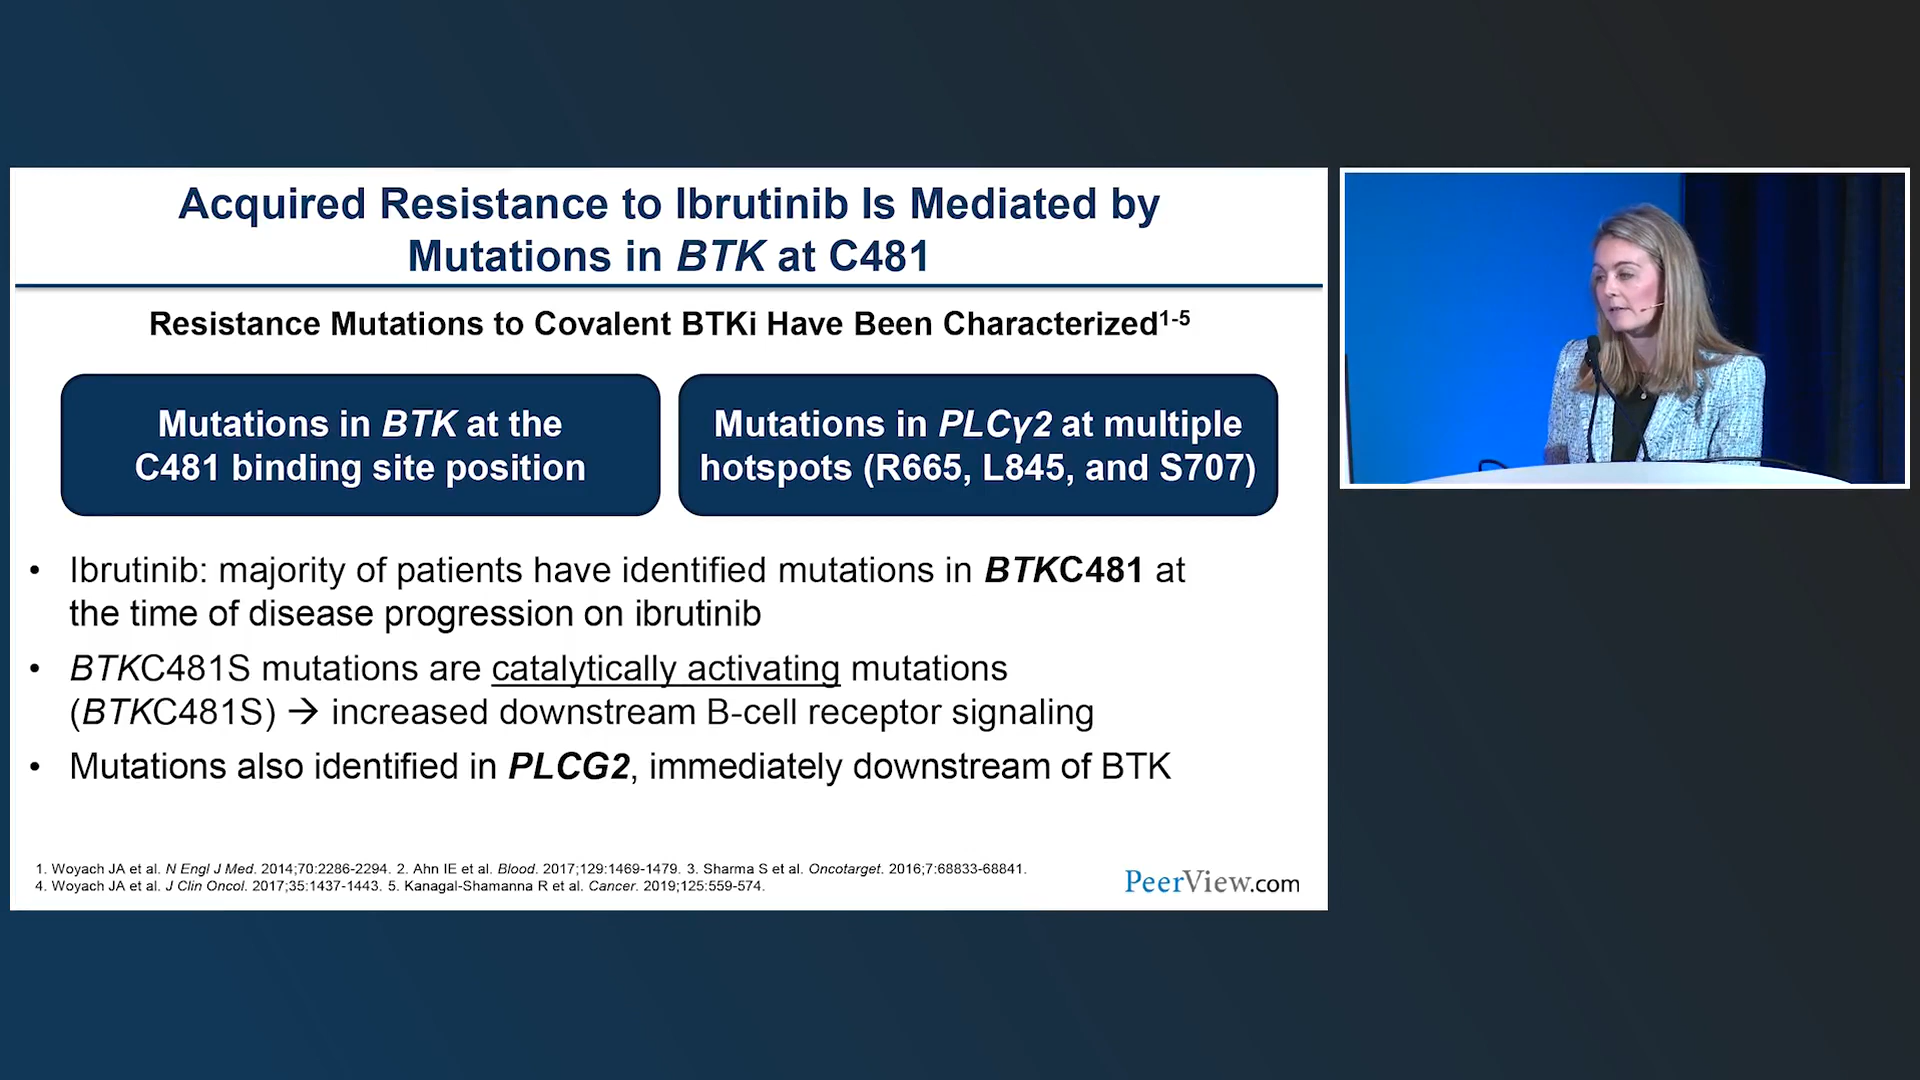 Acquired Resistance to Ibrutinib Is Mediated by
Mutations in BTK at C481
Resistance Mutations to Covalent BTKi Have Been Characterized1-5
Mutations in BTK at the
C481 binding site position
Mutations in PLCγ2 at multiple
hotspots (R665, L845, and S707)
• Ibrutinib: majority of patients have identified mutations in BTKC481 at
the time of disease progression on ibrutinib
• BTKC481S mutations are catalytically activating mutations
(BTKC481S) → increased downstream B-cell receptor signaling
• Mutations also identified in PLCG2, immediately downstream of BTK
1. Woyach JA et al. N Engl J Med. 2014;70:2286-2294. 2. Ahn IE et al. Blood. 2017;129:1469-1479. 3. Sharma S et al. Oncotarget. 2016;7:68833-68841.
4. Woyach JA et al. J Clin Oncol. 2017;35:1437-1443. 5. Kanagal-Shamanna R et al. Cancer. 2019;125:559-574.
PeerView.com